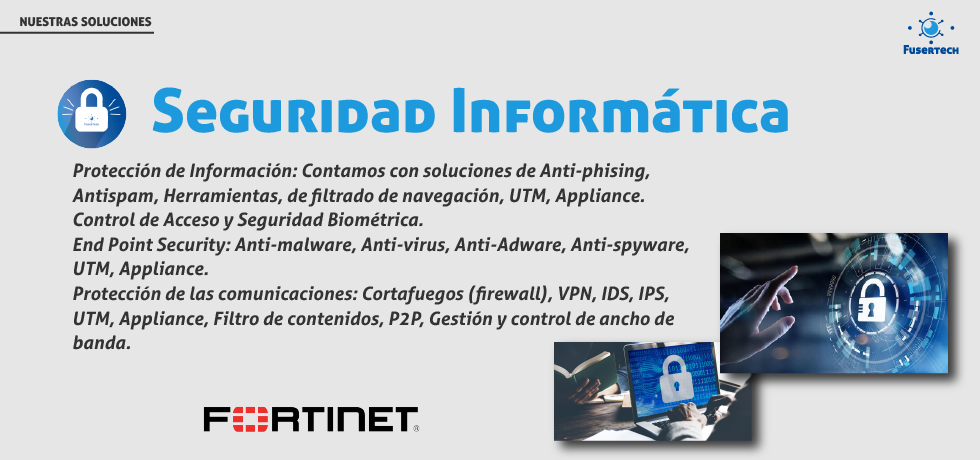 NUESTRAS SOLUCIONES
FUSERTECH
Seguridad Informática
Protección de Información: Contamos con soluciones de Anti-phising,
Antispam, Herramientas, de filtrado de navegación, UTM, Appliance.
Control de Acceso y Seguridad Biométrica.
End Point Security: Anti-malware, Anti-virus, Anti-Adware, Anti-spyware,
UTM, Appliance.
Protección de las comunicaciones: Cortafuegos (firewall), VPN, IDS, IPS,
UTM, Appliance, Filtro de contenidos, P2P, Gestión y control de ancho de
banda.
FORTINET®